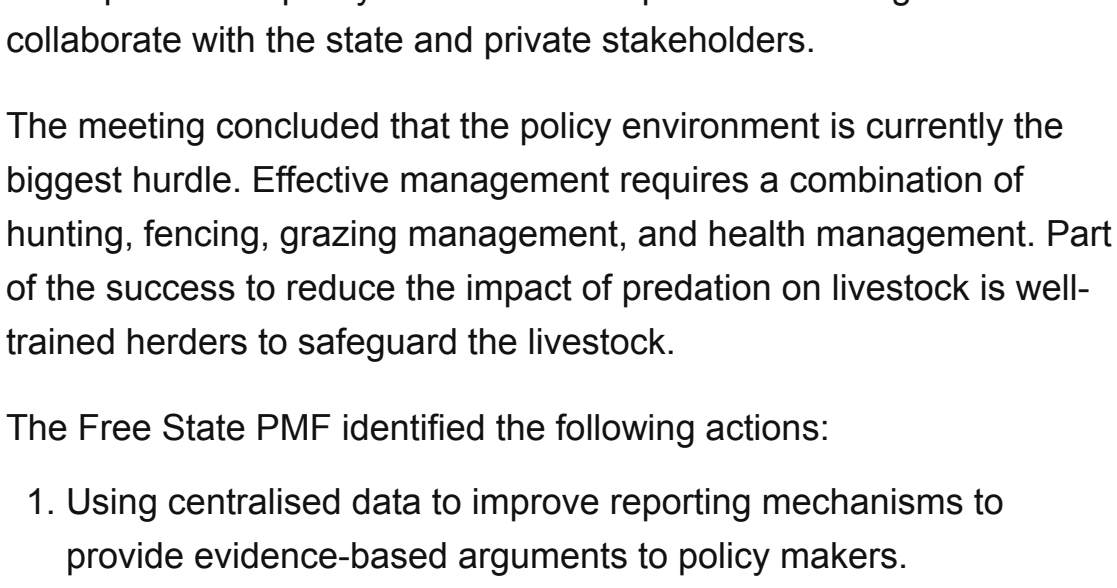 collaborate with the state and private stakeholders.
The meeting concluded that the policy environment is currently the
biggest hurdle. Effective management requires a combination of
hunting, fencing, grazing management, and health management. Part
of the success to reduce the impact of predation on livestock is well-
trained herders to safeguard the livestock.
The Free State PMF identified the following actions:
1. Using centralised data to improve reporting mechanisms to
provide evidence-based arguments to policy makers.